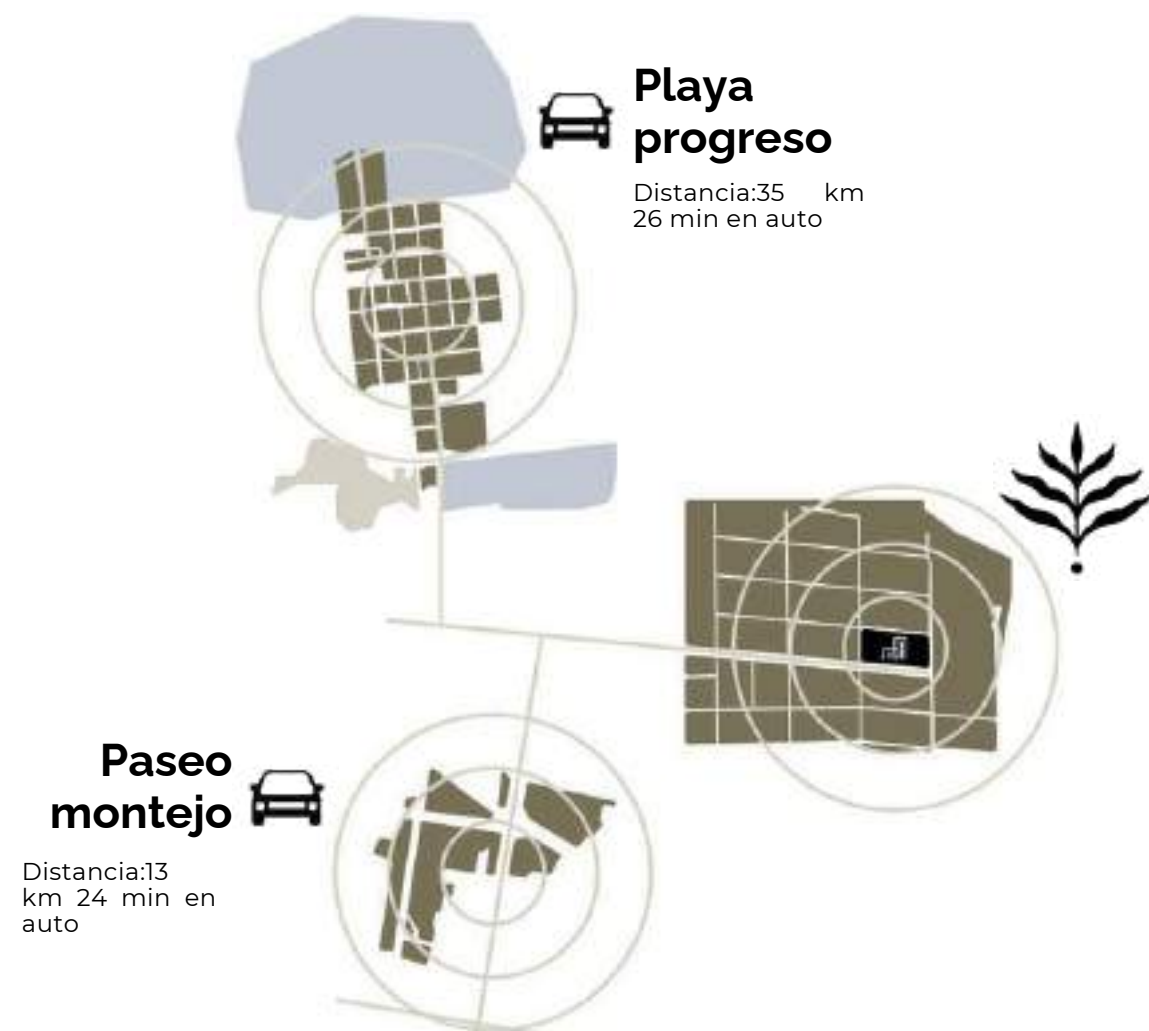 Playa
progreso
Distancia:35 km
26 min en auto
Paseo
montejo
Distancia:13
km 24 min en
auto